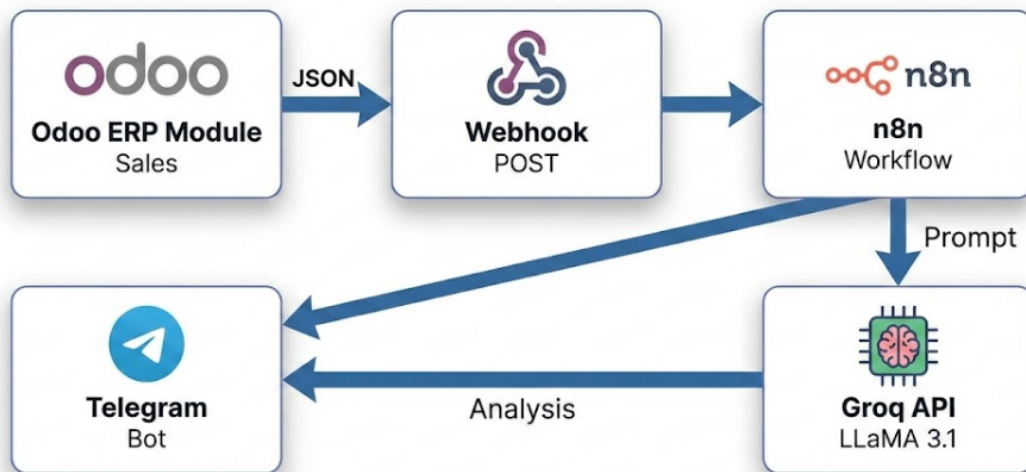 odoo
Odoo ERP Module
Sales
JSON
Webhook
POST
n8n
n8n
Workflow
Prompt
Telegram
Bot
Analysis
Groq API
LLaMA 3.1